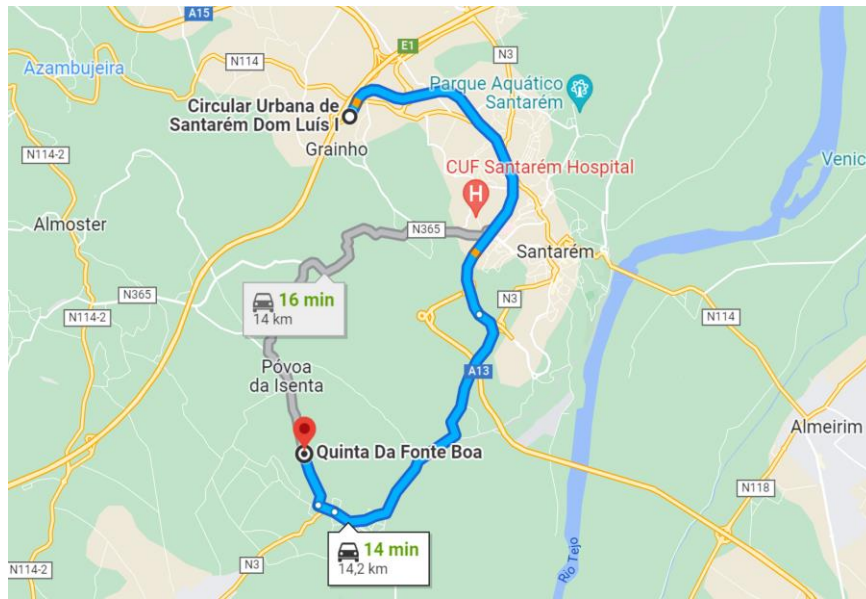 A15
N3
E1
N114
Azambujeira
Parque Aquático
Santarém
Circular Urbana de
Santarém Dom Luís I
N114-2
Grainho
Venic
CUF Santarém Hospital
H
Almoster
N365
Santarém
N365
16 min
14 km
N3
N114-2
N114
Póvoa
da Isenta
A13
Almeirim
Quinta Da Fonte Boa
N118
14 min
14,2 km
N3
N114-2
Rio Tejo